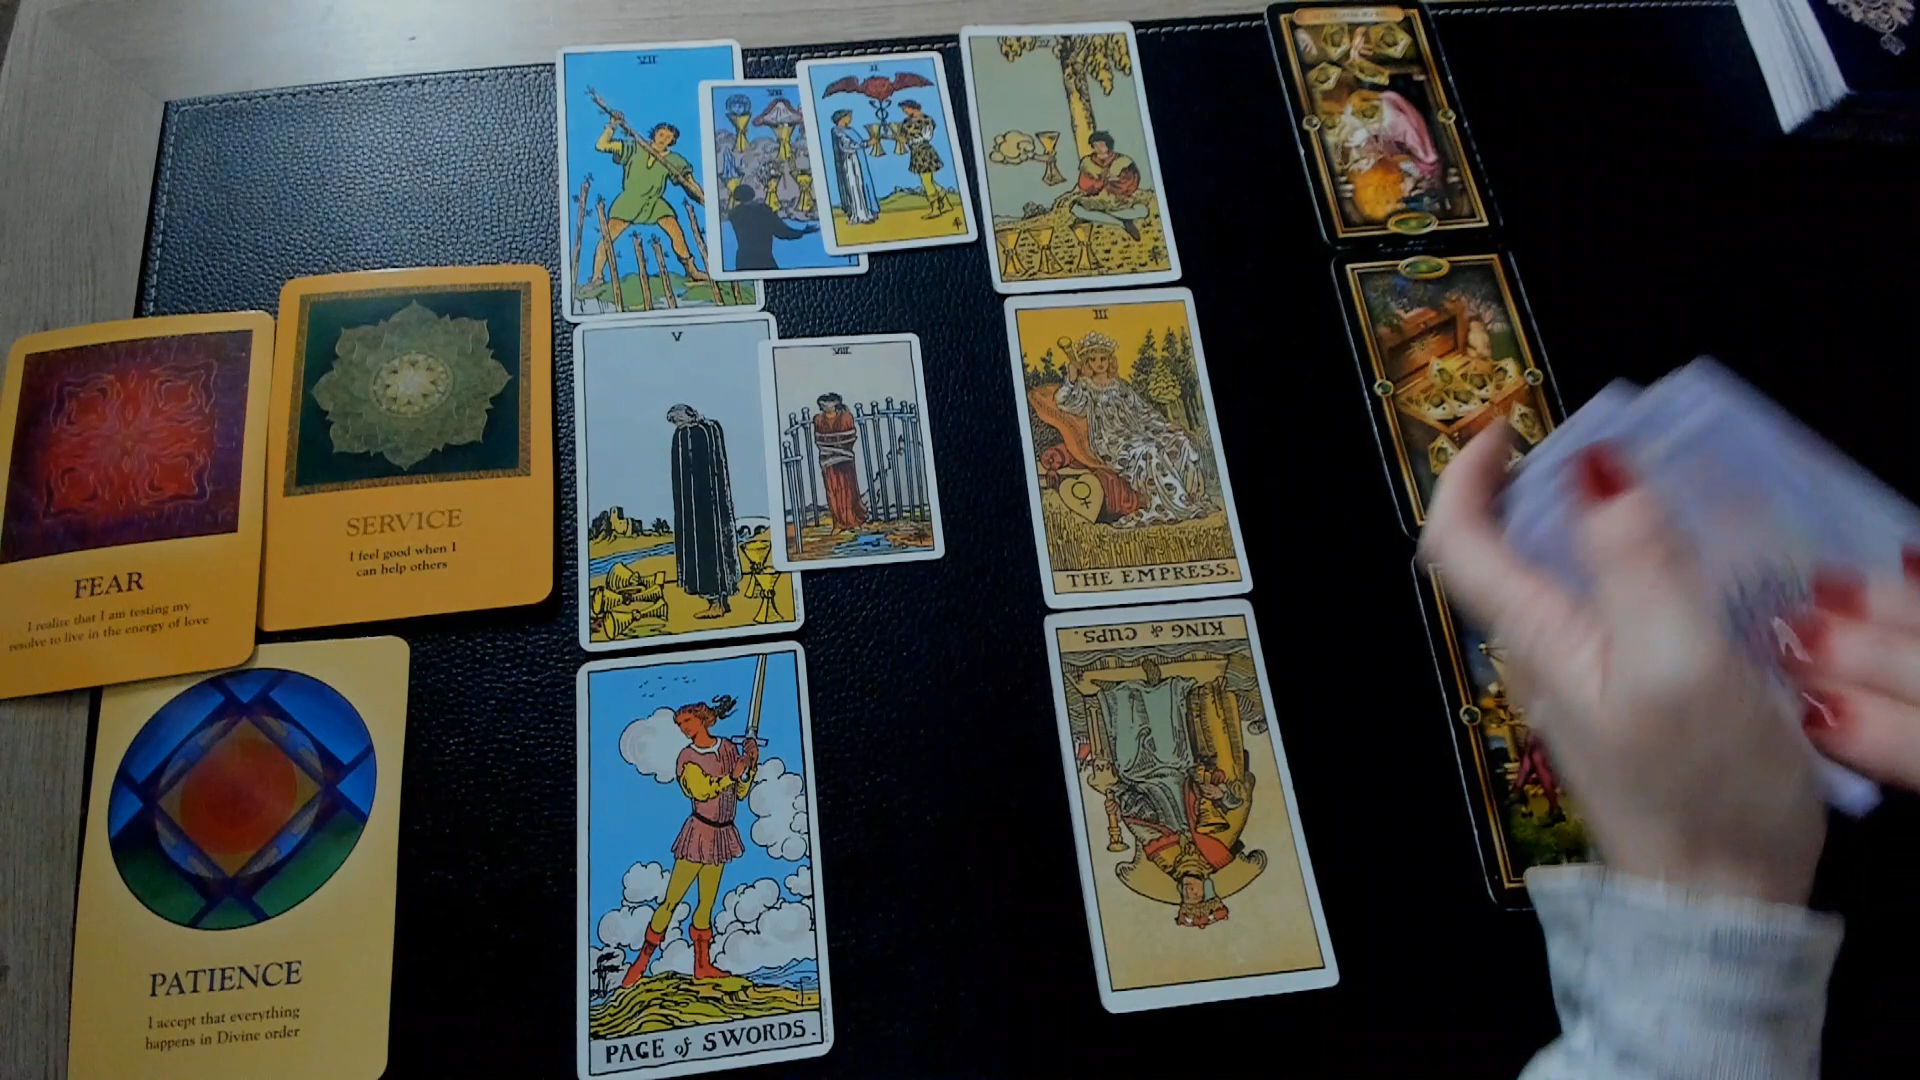 FEAR
I realize that I am testing my
resolve to live in the energy of love
SERVICE
I feel good when I
can help others
PATIENCE
I accept that everything
happens in Divine order
VII
VII
II
V
VIII
PAGE of SWORDS.
III
THE EMPRESS.
KING of CUPS.